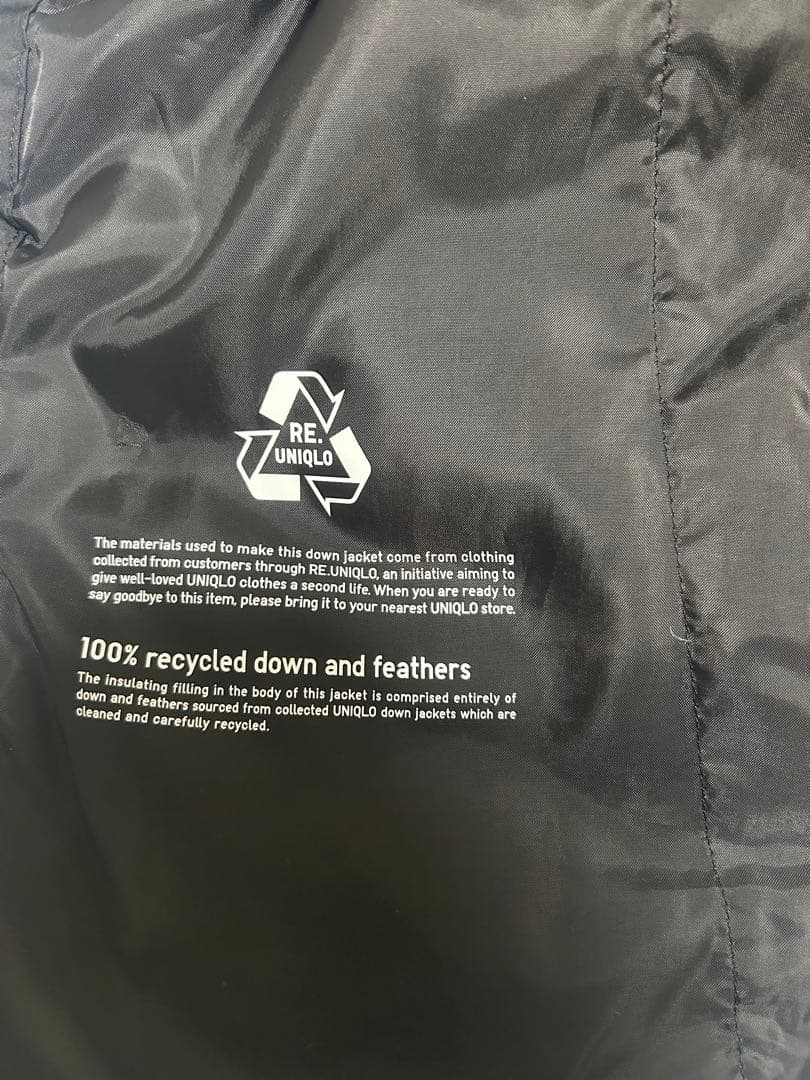 RE.
UNIQLO
The materials used to make this down jacket come from clothing
collected from customers through RE.UNIQLO, an initiative aiming to
give well-loved UNIQLO clothes a second life. When you are ready to
say goodbye to this item, please bring it to your nearest UNIQLO store.
100% recycled down and feathers
The insulating filling in the body of this jacket is comprised entirely of
down and feathers sourced from collected UNIQLO down jackets which are
cleaned and carefully recycled.